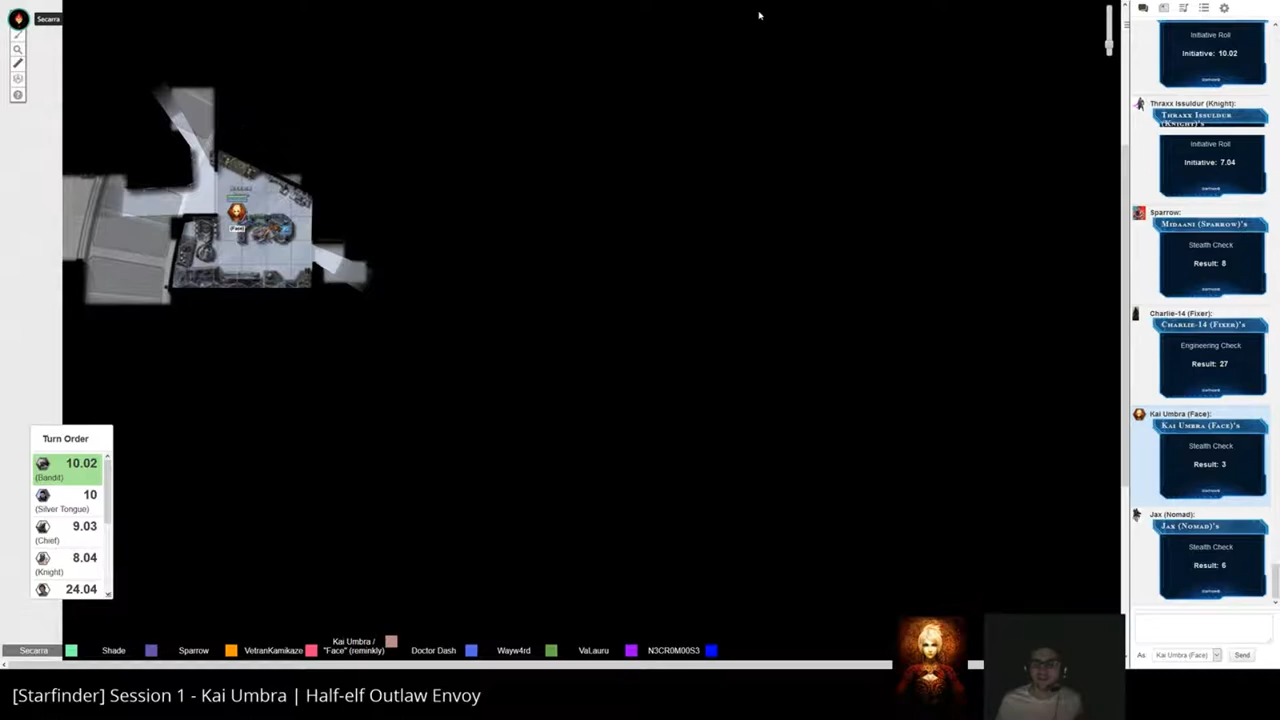 Secarra
Turn Order
10.02
(Bandit)
10
(Silver Tongue)
9.03
(Chief)
8.04
(Knight)
24.04
Face
Initiative Roll
Initiative: 10.02
Thraxx Issuldur (Knight):
Thraxx Issuldur
(Knight)'s
Initiative Roll
Initiative: 7.04
Sparrow:
Midaani (Sparrow)'s
Stealth Check
Result: 8
Charlie-14 (Fixer):
Charlie-14 (Fixer)'s
Engineering Check
Result: 27
Kai Umbra (Face):
Kai Umbra (Face)'s
Stealth Check
Result: 3
Jax (Nomad):
Jax (Nomad)'s
Stealth Check
Result: 6
As Kai Umbra (Face) Send
Secarra Shade Sparrow VetranKamikaze Kai Umbra /
"Face" (reminkly) Doctor Dash Wayw4rd ValLauru N3CR0M00S3
[Starfinder] Session 1 - Kai Umbra | Half-elf Outlaw Envoy